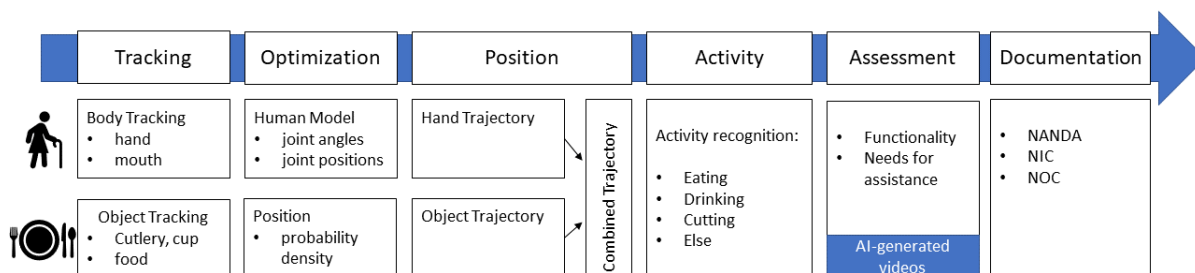 Tracking
Optimization
Position
Activity
Assessment
Documentation
Body Tracking
• hand
• mouth
Human Model
• joint angles
• joint positions
Hand Trajectory
Object Tracking
• Cutlery, cup
• food
Position
• probability
density
Object Trajectory
Combined Trajectory
Activity recognition:
• Eating
• Drinking
• Cutting
• Else
• Functionality
• Needs for
assistance
AI-generated
videos
• NANDA
• NIC
• NOC